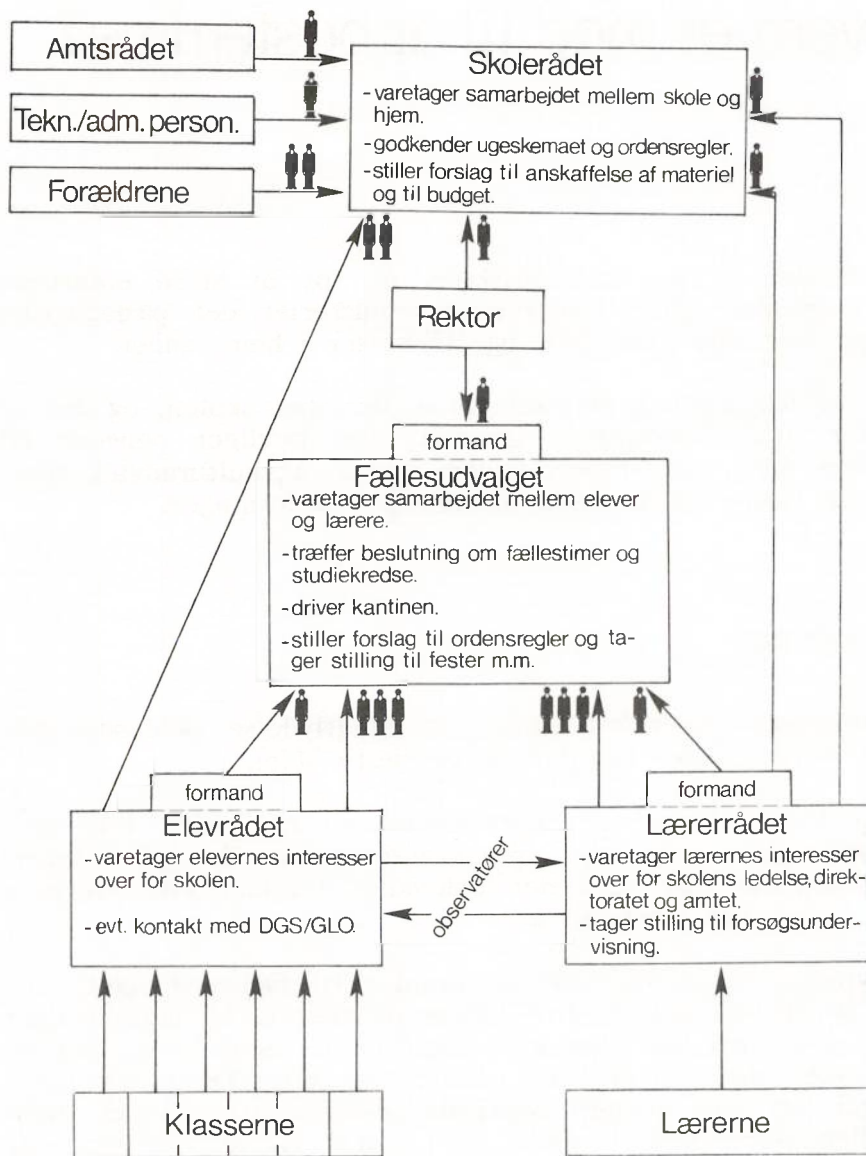 Amtsrådet
Tekn./adm. person.
Forældrene
Skolerådet
-varetager samarbejdet mellem skole og
hjem.
-godkender ugeskemaet og ordensregler.
-stiller forslag til anskaffelse af materiel
og til budget.
Rektor
formand
Fællesudvalget
-varetager samarbejdet mellem elever
og lærere.
-træffer beslutning om fællestimer og
studiekredse.
-driver kantinen.
-stiller forslag til ordensregler og ta-
ger stilling til fester m.m.
formand
Elevrådet
-varetager elevernes interesser
over for skolen.
-evt. kontakt med DGS/GLO.
observatører
formand
Lærerrådet
-varetager lærernes interesser
over for skolens ledelse, direk-
toratet og amtet.
-tager stilling til forsøgsunder-
visning.
Klasserne
Lærerne